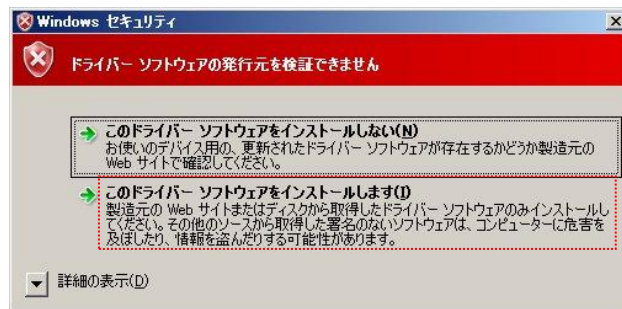 Windows セキュリティ
ドライバー ソフトウェアの発行元を検証できません
このドライバー ソフトウェアをインストールしない(N)
お使いのデバイス用の、更新されたドライバー ソフトウェアが存在するかどうか製造元の
Web サイトで確認してください。
このドライバー ソフトウェアをインストールします(I)
製造元の Web サイトまたはディスクから取得したドライバー ソフトウェアのみインストールし
てください。その他のソースから取得した署名のないソフトウェアは、コンピューターに危害を
及ぼしたり、情報を盗んだりする可能性があります。
詳細の表示(D)